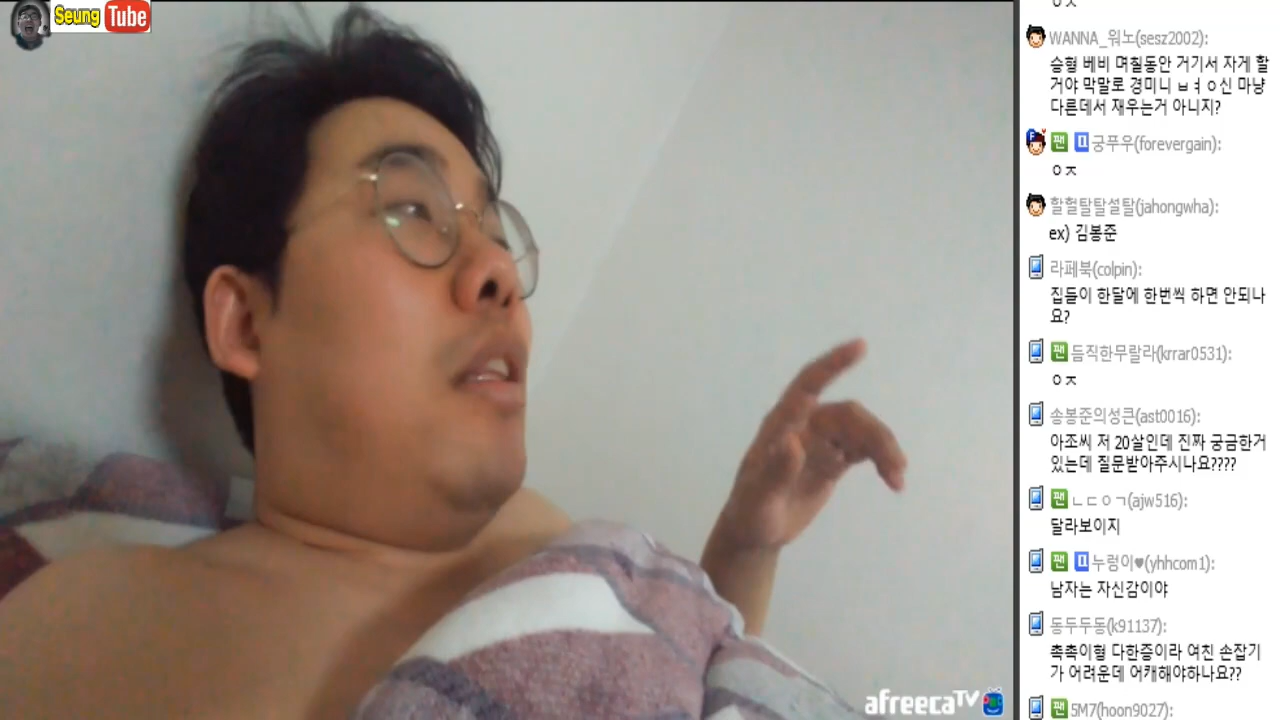 Seung Tube
ㅇㅈ
WANNA_워노(sesz2002):
승형 베비 며칠동안 거기서 자게 할
거야 막말로 경미니 ㅂㅕㅇ신 마냥
다른데서 재우는거 아니지?
팬 궁푸우(forevergain):
ㅇㅈ
할헐탈탈설탈(jahongwha):
ex) 김봉준
라페북(colpin):
집들이 한달에 한번씩 하면 안되나
요?
팬 듬직한무랄라(krrar0531):
ㅇㅈ
송봉준의성큰(ast0016):
아조씨 저 20살인데 진짜 궁금한거
있는데 질문받아주시나요????
팬 ㄴㄷㅇㄱ(ajw516):
달라보이지
팬 누렁이♥(yhhcom1):
남자는 자신감이야
동두두동(k91137):
촉촉이형 다한증이라 여친 손잡기
가 어려운데 어캐해야하나요??
팬 5M7(hoon9027):
afreecaTV